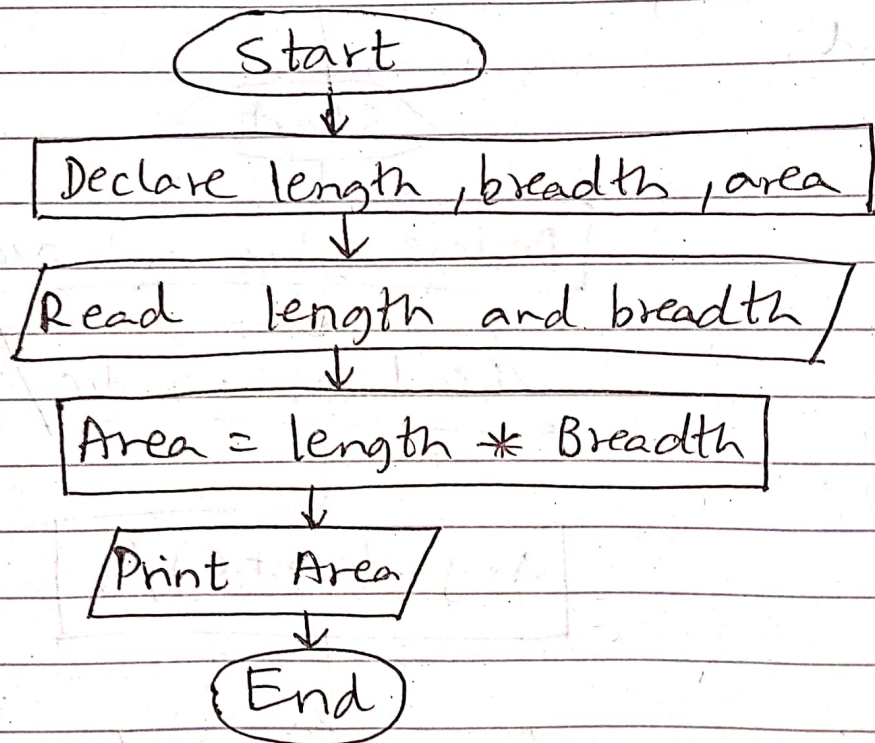 Start
Declare length, breadth, area
Read length and breadth
Area = length * Breadth
Print Area
End